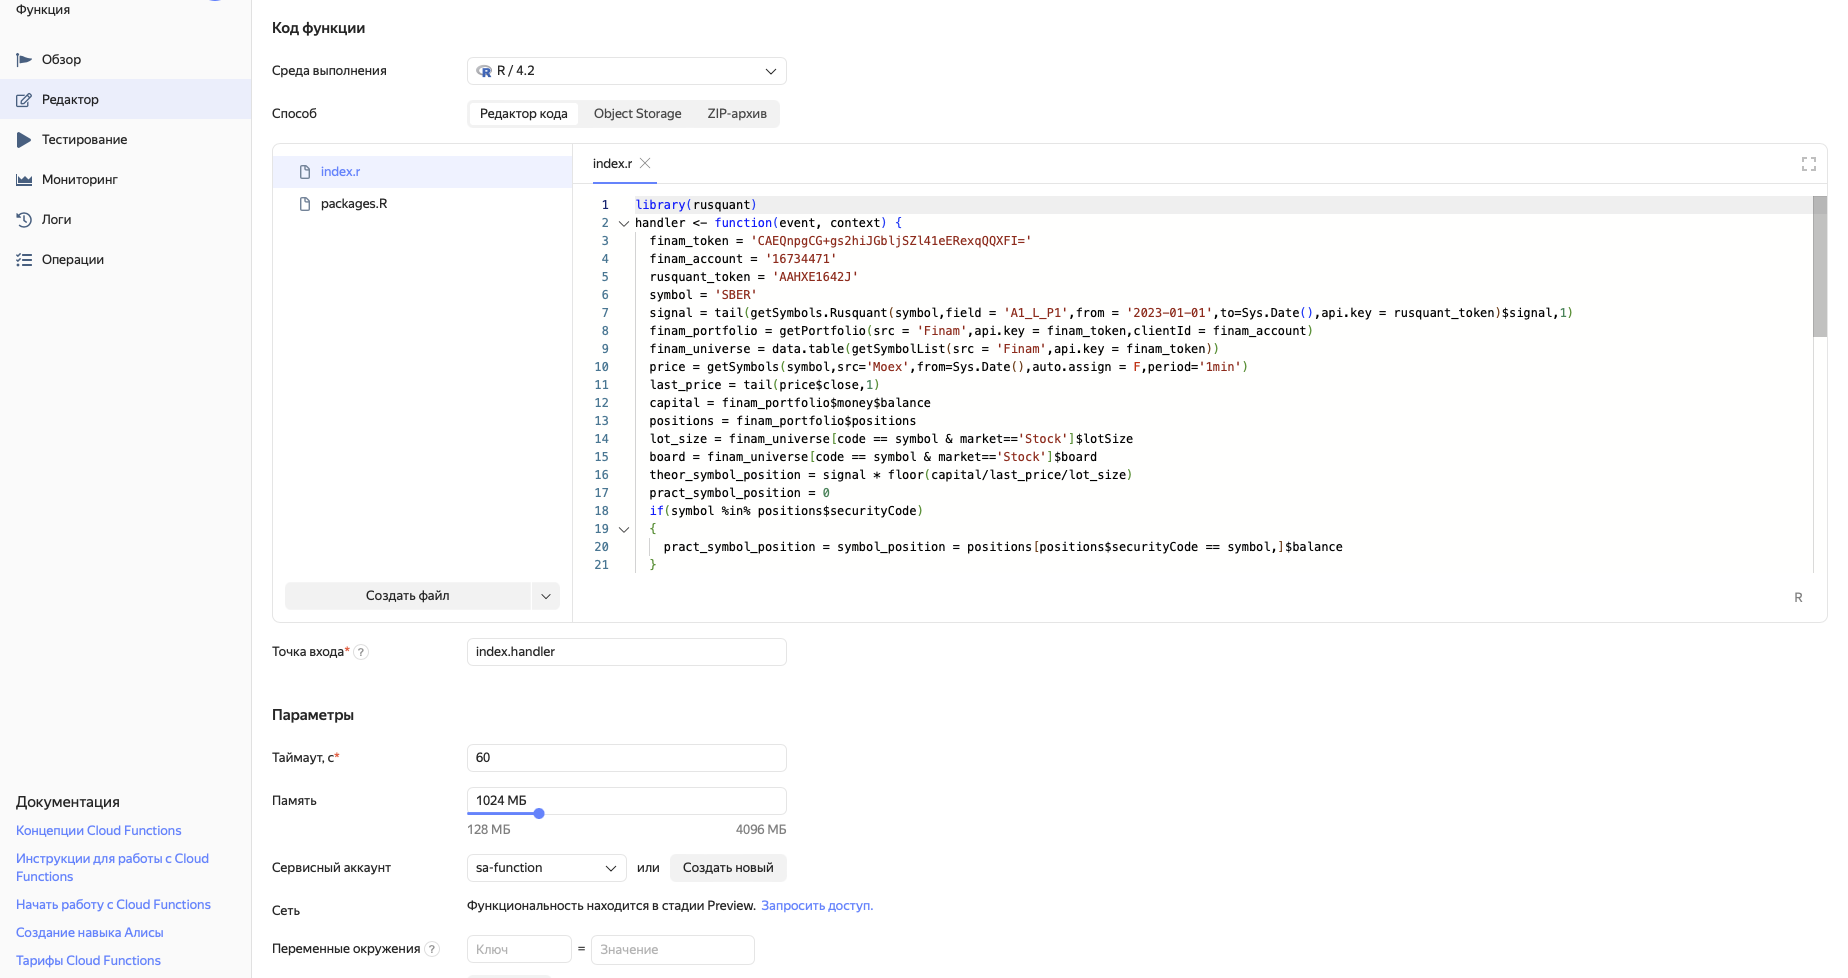 Функция
Обзор
Редактор
Тестирование
Мониторинг
Логи
Операции
Документация
Концепции Cloud Functions
Инструкции для работы с Cloud
Functions
Начать работу с Cloud Functions
Создание навыка Алисы
Тарифы Cloud Functions
Код функции
Среда выполнения
R / 4.2
Способ
Редактор кода Object Storage ZIP-архив
index.r
packages.R
Создать файл
index.r
1 library(rusquant)
2 handler <- function(event, context) {
3 finam_token = 'CAEQnpgCG+gs2hiJGbljSZl41eERexqQQXFI='
4 finam_account = '16734471'
5 rusquant_token = 'AAHXE1642J'
6 symbol = 'SBER'
7 signal = tail(getSymbols.Rusquant(symbol,field = 'A1_L_P1',from = '2023-01-01',to=Sys.Date(),api.key = rusquant_token)$signal,1)
8 finam_portfolio = getPortfolio(src = 'Finam',api.key = finam_token,clientId = finam_account)
9 finam_universe = data.table(getSymbolList(src = 'Finam',api.key = finam_token))
10 price = getSymbols(symbol,src='Moex',from=Sys.Date(),auto.assign = F,period='1min')
11 last_price = tail(price$close,1)
12 capital = finam_portfolio$money$balance
13 positions = finam_portfolio$positions
14 lot_size = finam_universe[code == symbol & market=='Stock']$lotSize
15 board = finam_universe[code == symbol & market=='Stock']$board
16 theor_symbol_position = signal * floor(capital/last_price/lot_size)
17 pract_symbol_position = 0
18 if(symbol %in% positions$securityCode)
19 {
20 pract_symbol_position = symbol_position = positions[positions$securityCode == symbol,]$balance
21 }
R
Точка входа* ?
index.handler
Параметры
Таймаут, с*
60
Память
1024 МБ
128 МБ 4096 МБ
Сервисный аккаунт
sa-function или Создать новый
Сеть
Функциональность находится в стадии Preview. Запросить доступ.
Переменные окружения ?
Ключ = Значение